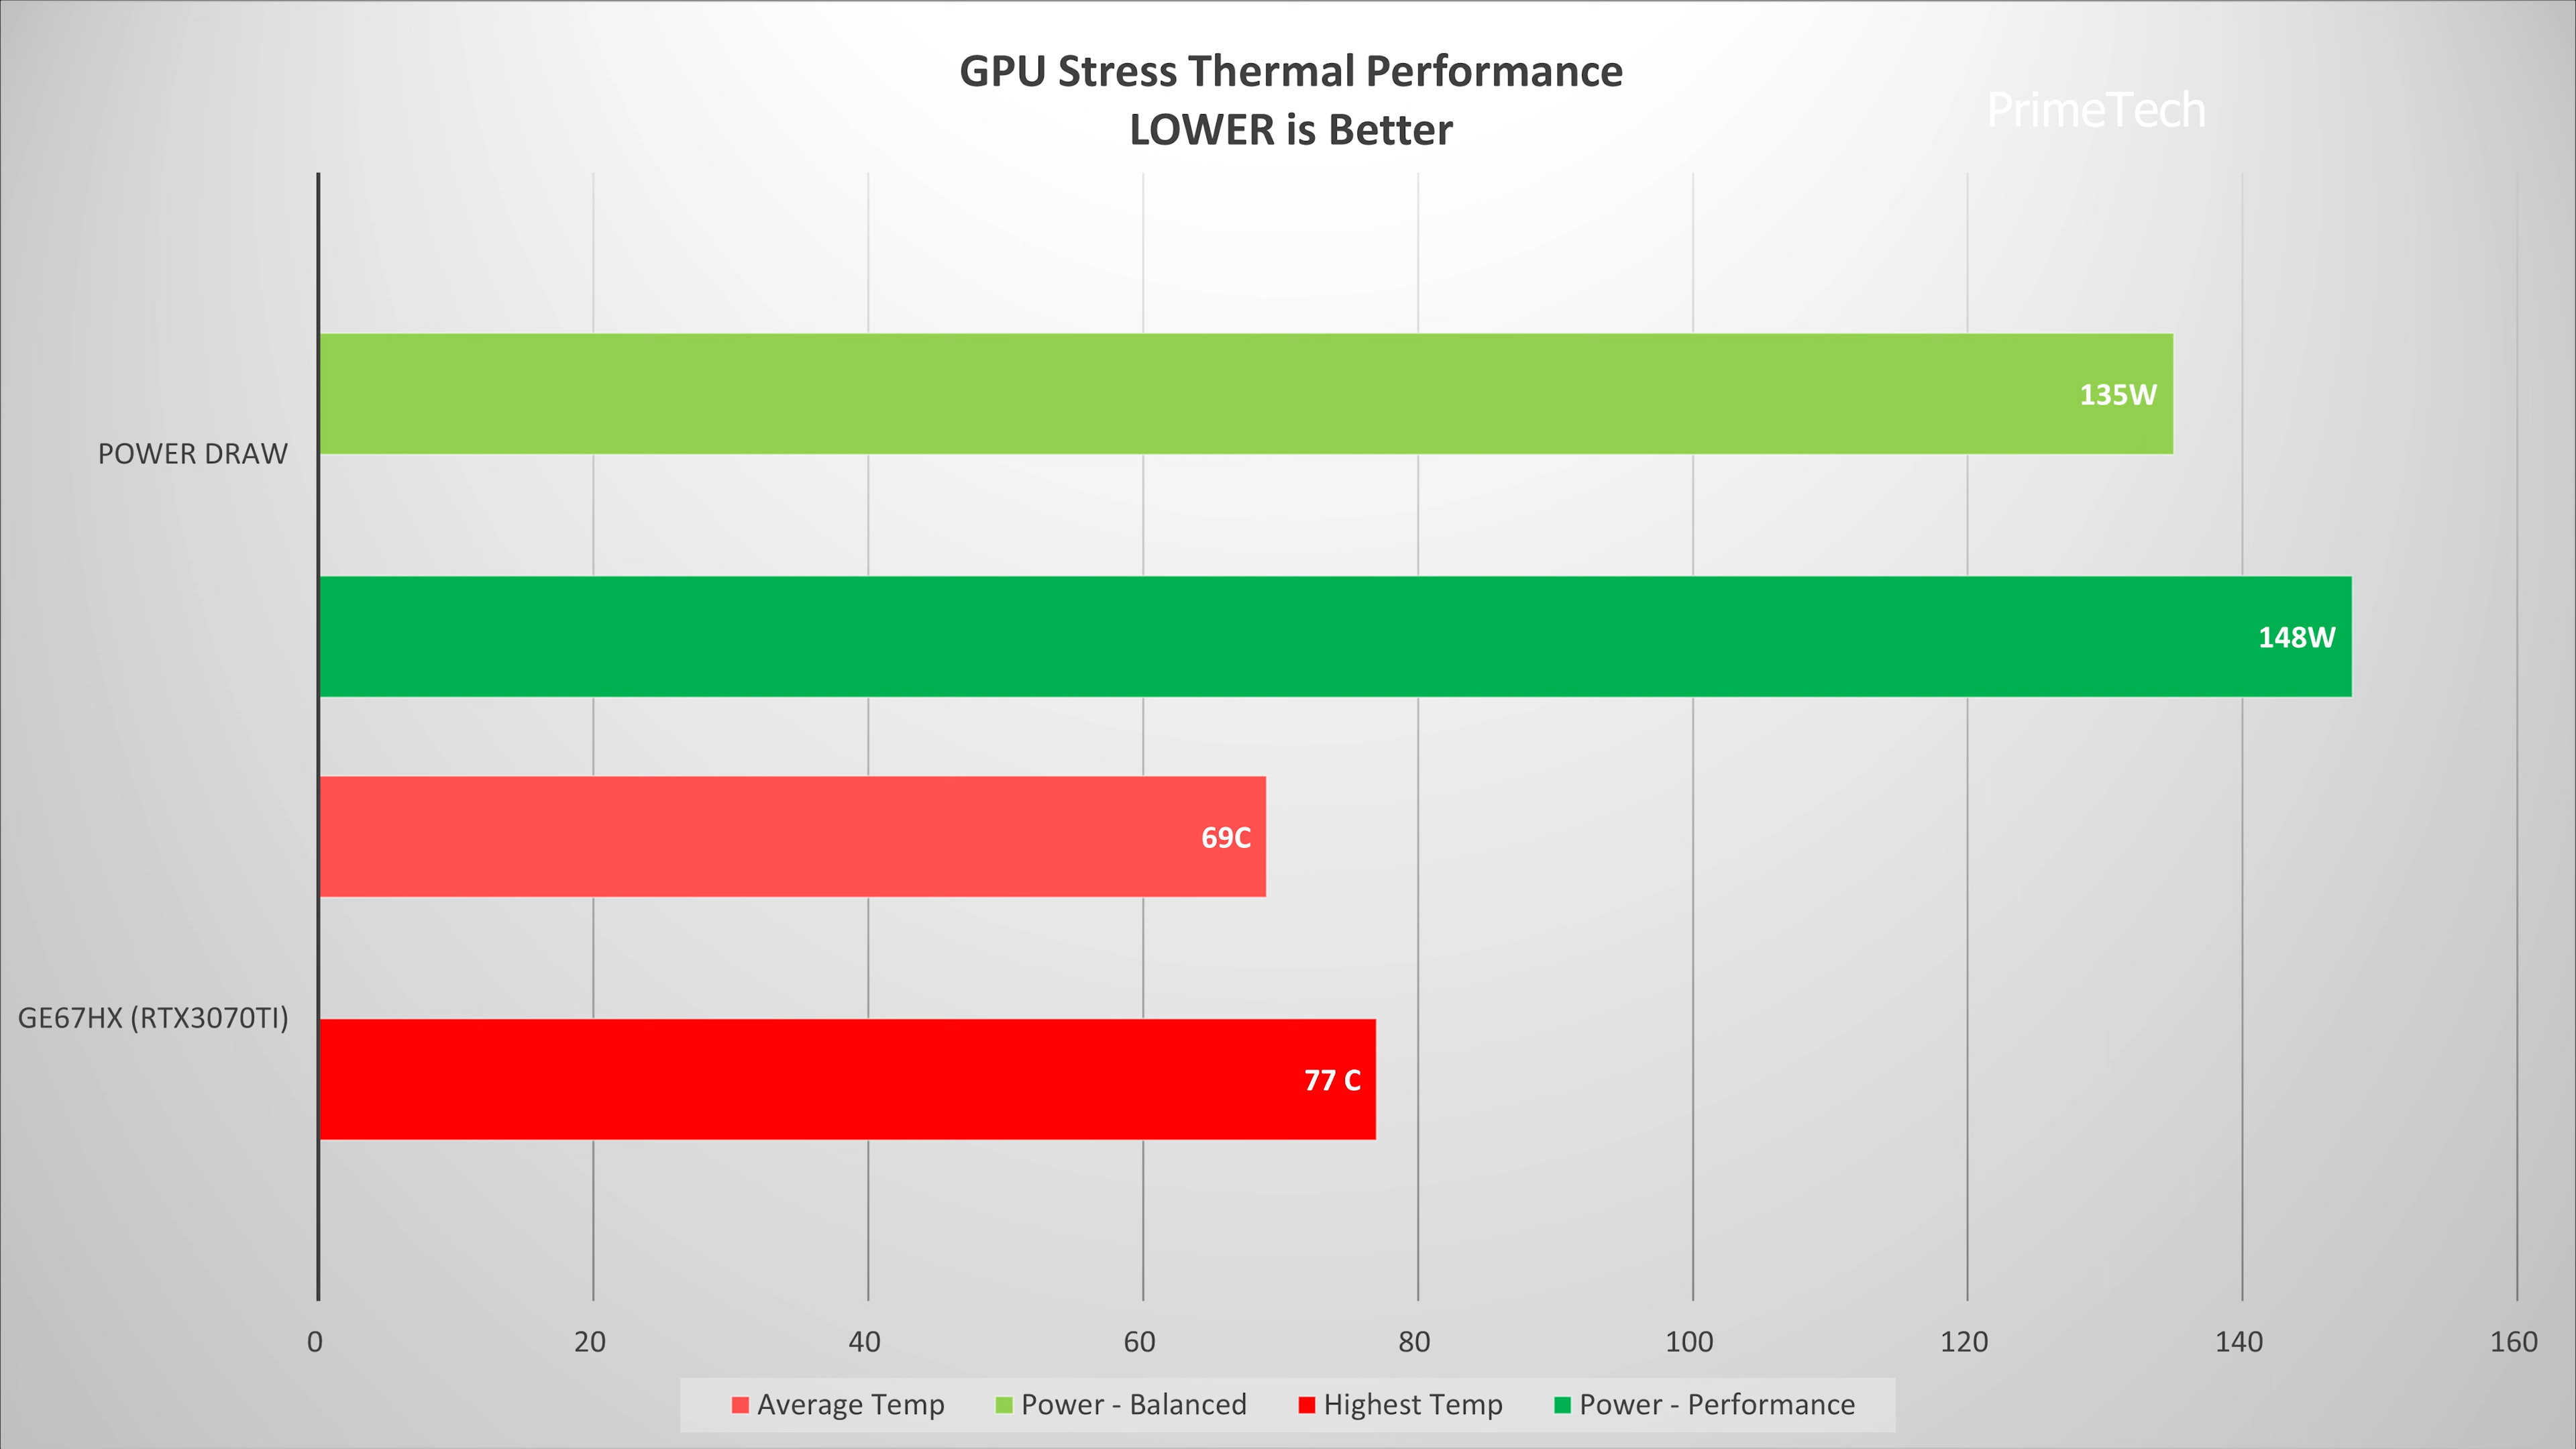 GPU Stress Thermal Performance
LOWER is Better
PrimeTech
POWER DRAW
135W
148W
69C
GE67HX (RTX3070TI)
77 C
0 20 40 60 80 100 120 140 160
Average Temp Power - Balanced Highest Temp Power - Performance